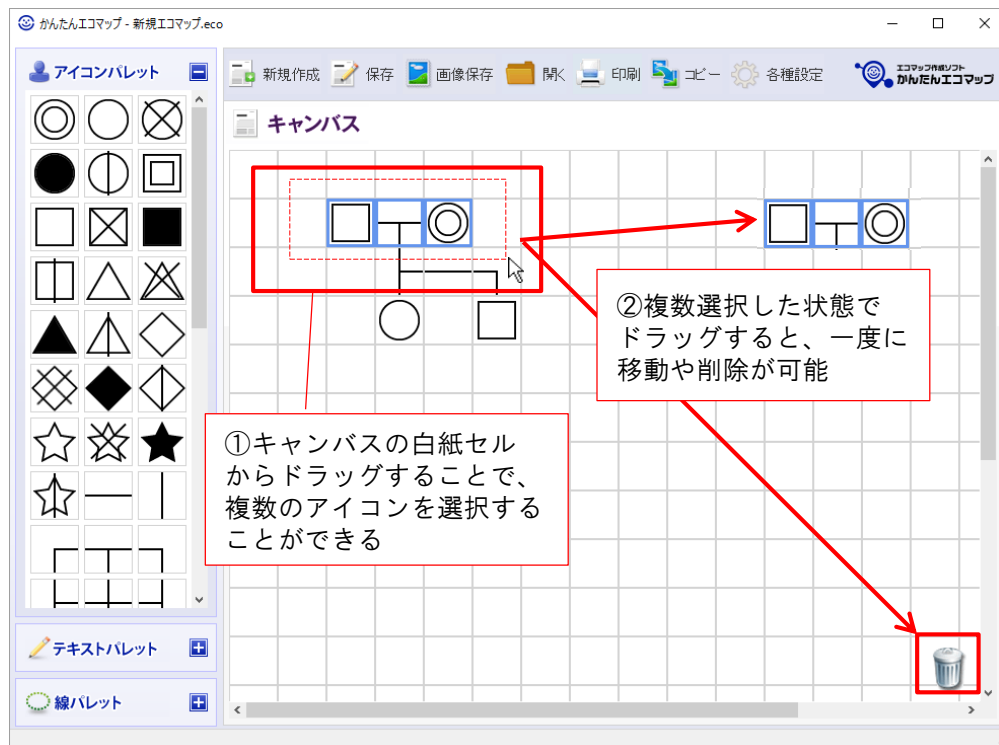 かんたんエコマップ - 新規エコマップ.eco
アイコンパレット
新規作成 保存 画像保存 開く 印刷 コピー 各種設定
エコマップ作成ソフト
かんたんエコマップ
キャンバス
②複数選択した状態で
ドラッグすると、一度に
移動や削除が可能
①キャンバスの白紙セル
からドラッグすることで、
複数のアイコンを選択する
ことができる
テキストパレット
線パレット